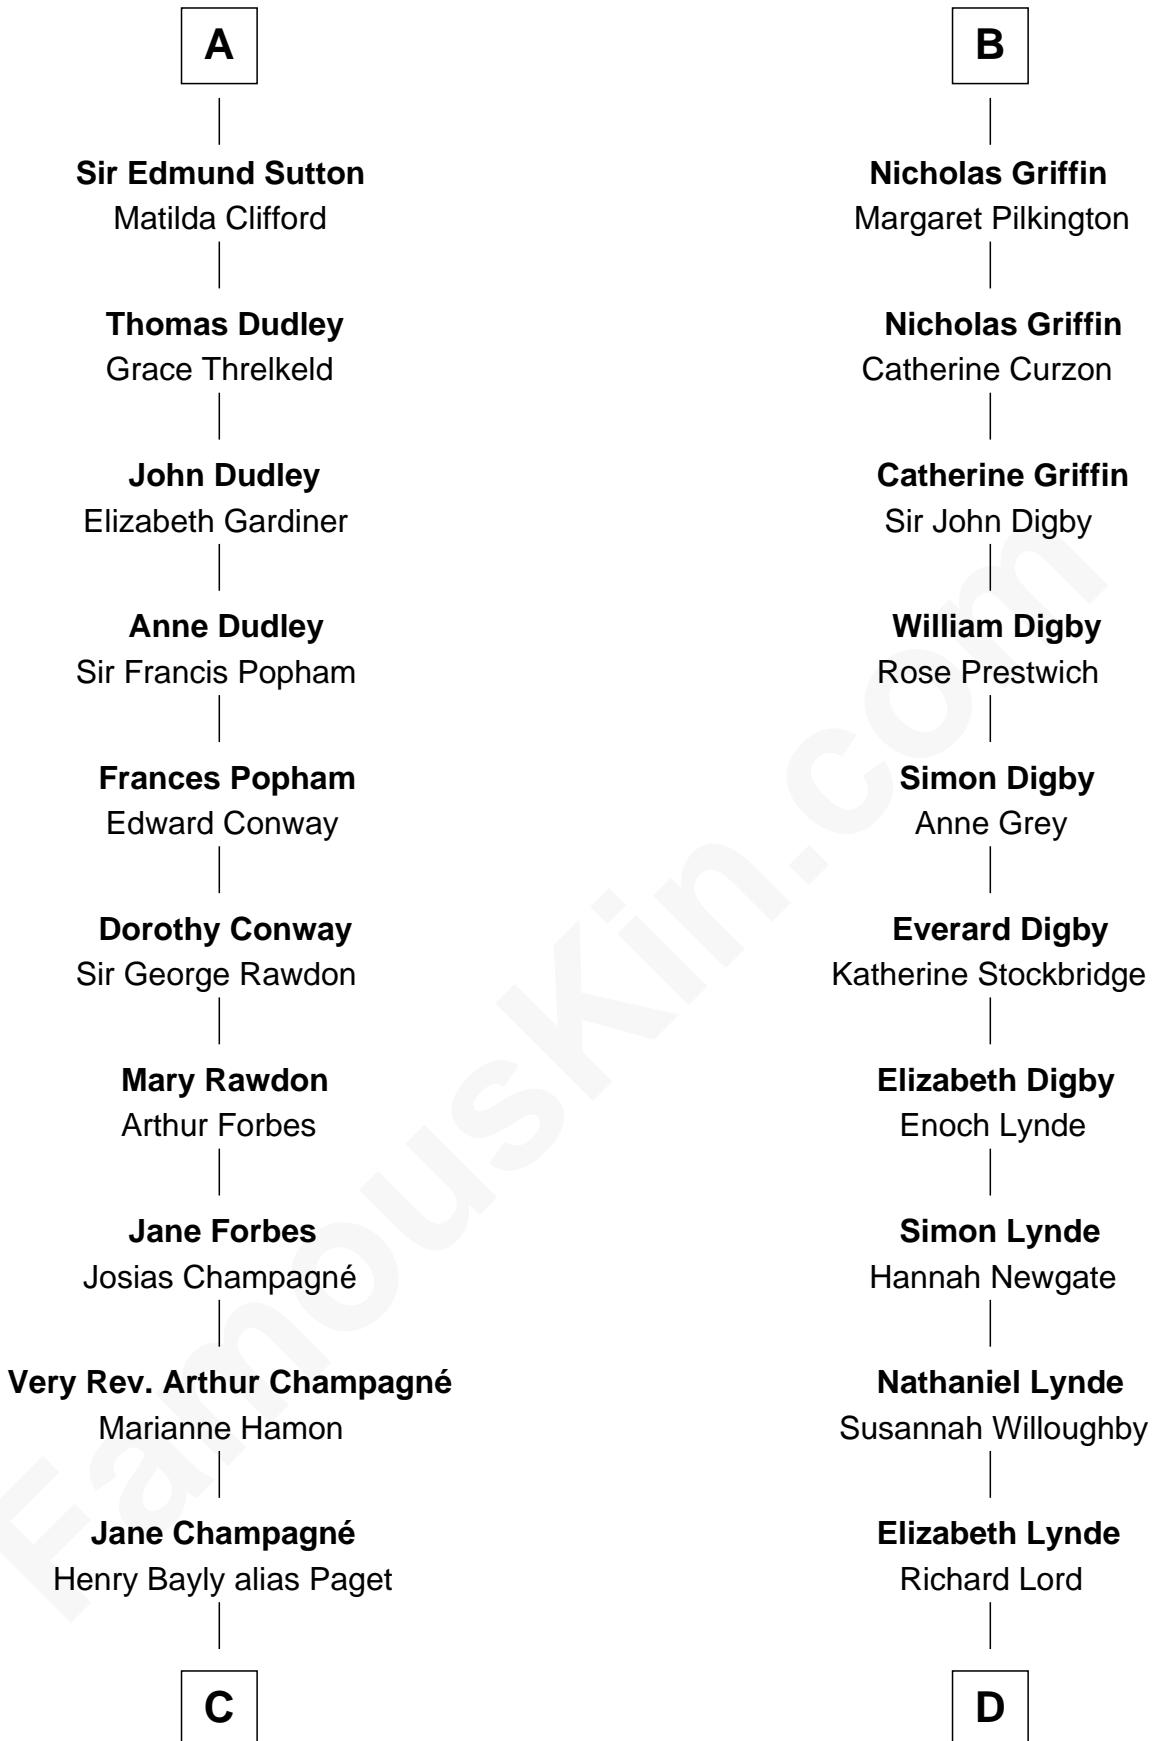 A
Sir Edmund Sutton
Matilda Clifford
Thomas Dudley
Grace Threlkeld
John Dudley
Elizabeth Gardiner
Anne Dudley
Sir Francis Popham
Frances Popham
Edward Conway
Dorothy Conway
Sir George Rawdon
Mary Rawdon
Arthur Forbes
Jane Forbes
Josias Champagné
Very Rev. Arthur Champagné
Marianne Hamon
Jane Champagné
Henry Bayly alias Paget
C
B
Nicholas Griffin
Margaret Pilkington
Nicholas Griffin
Catherine Curzon
Catherine Griffin
Sir John Digby
William Digby
Rose Prestwich
Simon Digby
Anne Grey
Everard Digby
Katherine Stockbridge
Elizabeth Digby
Enoch Lynde
Simon Lynde
Hannah Newgate
Nathaniel Lynde
Susannah Willoughby
Elizabeth Lynde
Richard Lord
D
FamousKin.com